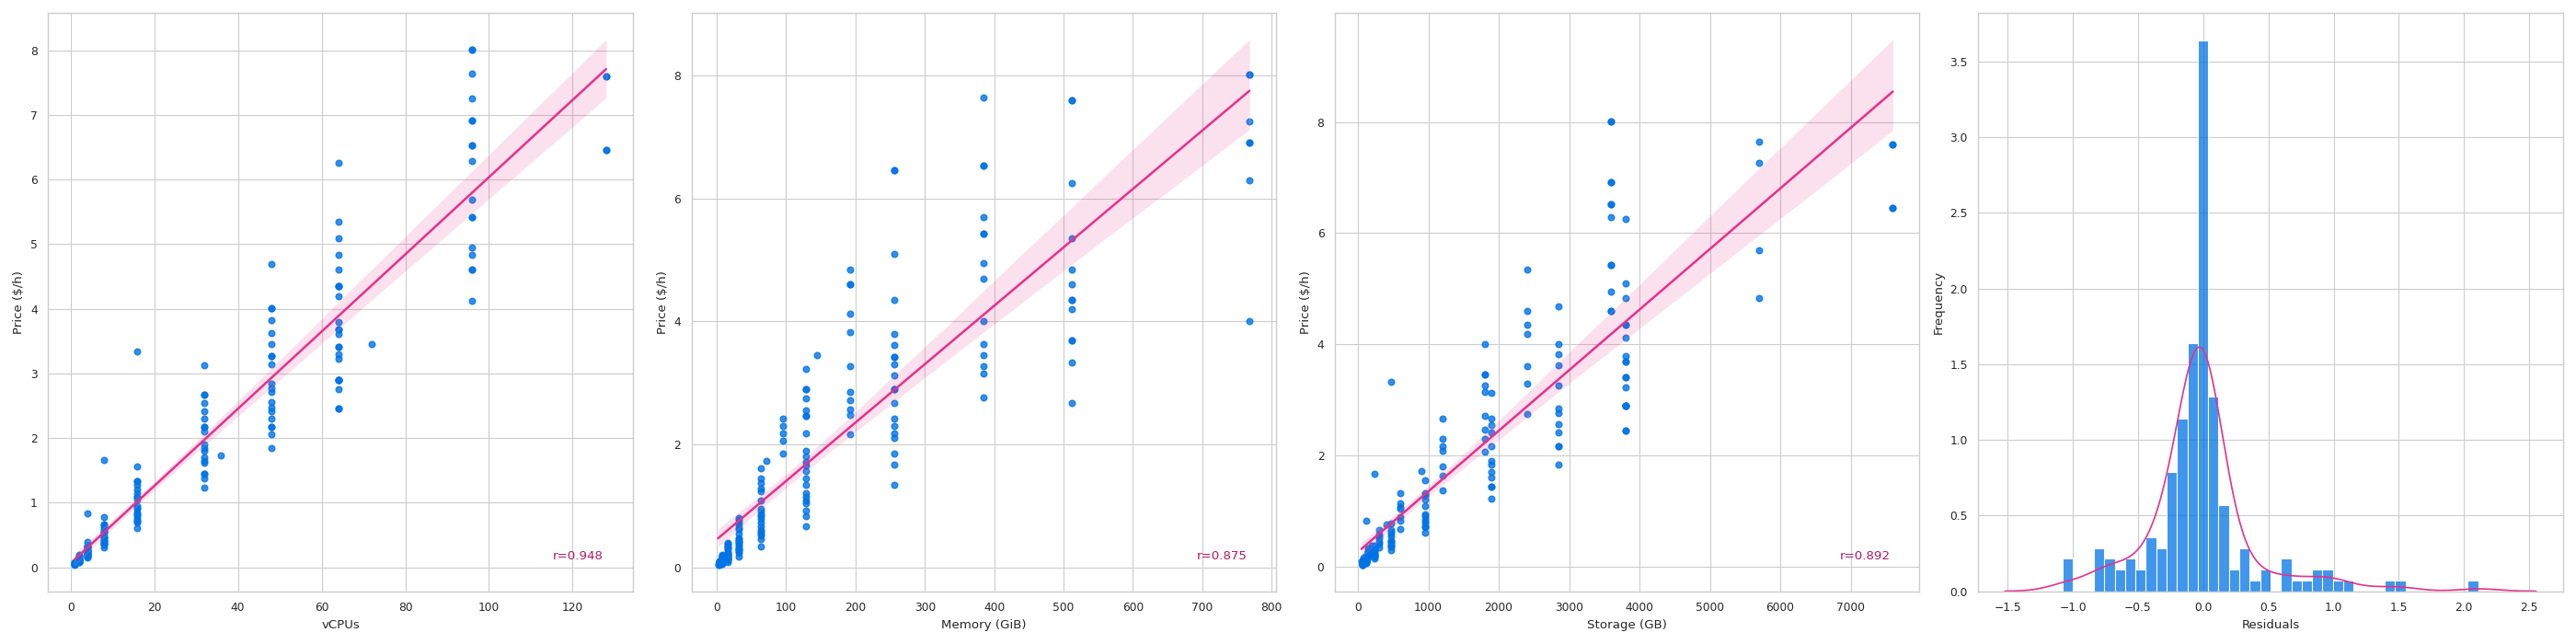 8
7
6
5
4
3
2
1
0
Price ($/h)
r=0.948
0 20 40 60 80 100 120
vCPUs
8
6
4
2
0
Price ($/h)
r=0.875
0 100 200 300 400 500 600 700 800
Memory (GiB)
8
6
4
2
0
Price ($/h)
r=0.892
0 1000 2000 3000 4000 5000 6000 7000
Storage (GB)
3.5
3.0
2.5
2.0
1.5
1.0
0.5
0.0
Frequency
−1.5 −1.0 −0.5 0.0 0.5 1.0 1.5 2.0 2.5
Residuals